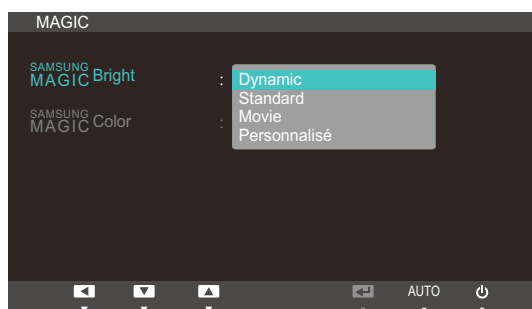 MAGIC
SAMSUNG
MAGIC Bright :
Dynamic
Standard
Movie
Personnalisé
SAMSUNG
MAGIC Color :
AUTO